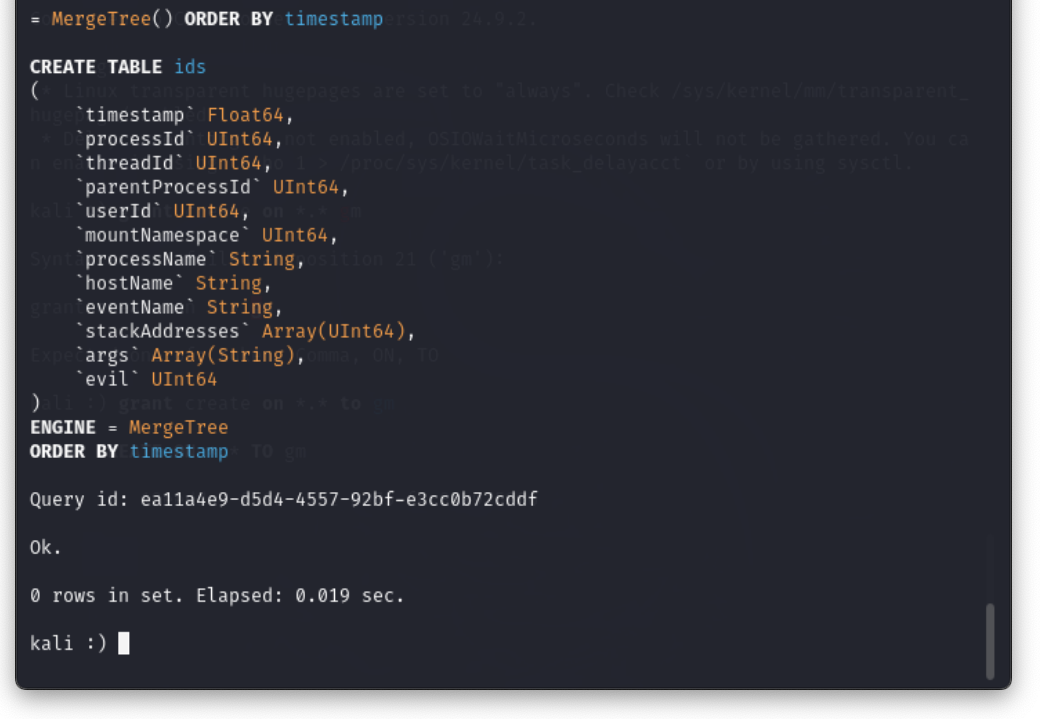 = MergeTree() ORDER BY timestamp
CREATE TABLE ids
(
`timestamp` Float64,
`processId` UInt64,
`threadId` UInt64,
`parentProcessId` UInt64,
`userId` UInt64,
`mountNamespace` UInt64,
`processName` String,
`hostName` String,
`eventName` String,
`stackAddresses` Array(UInt64),
`args` Array(String),
`evil` UInt64
)
ENGINE = MergeTree
ORDER BY timestamp
Query id: ea11a4e9-d5d4-4557-92bf-e3cc0b72cddf
Ok.
0 rows in set. Elapsed: 0.019 sec.
kali :)